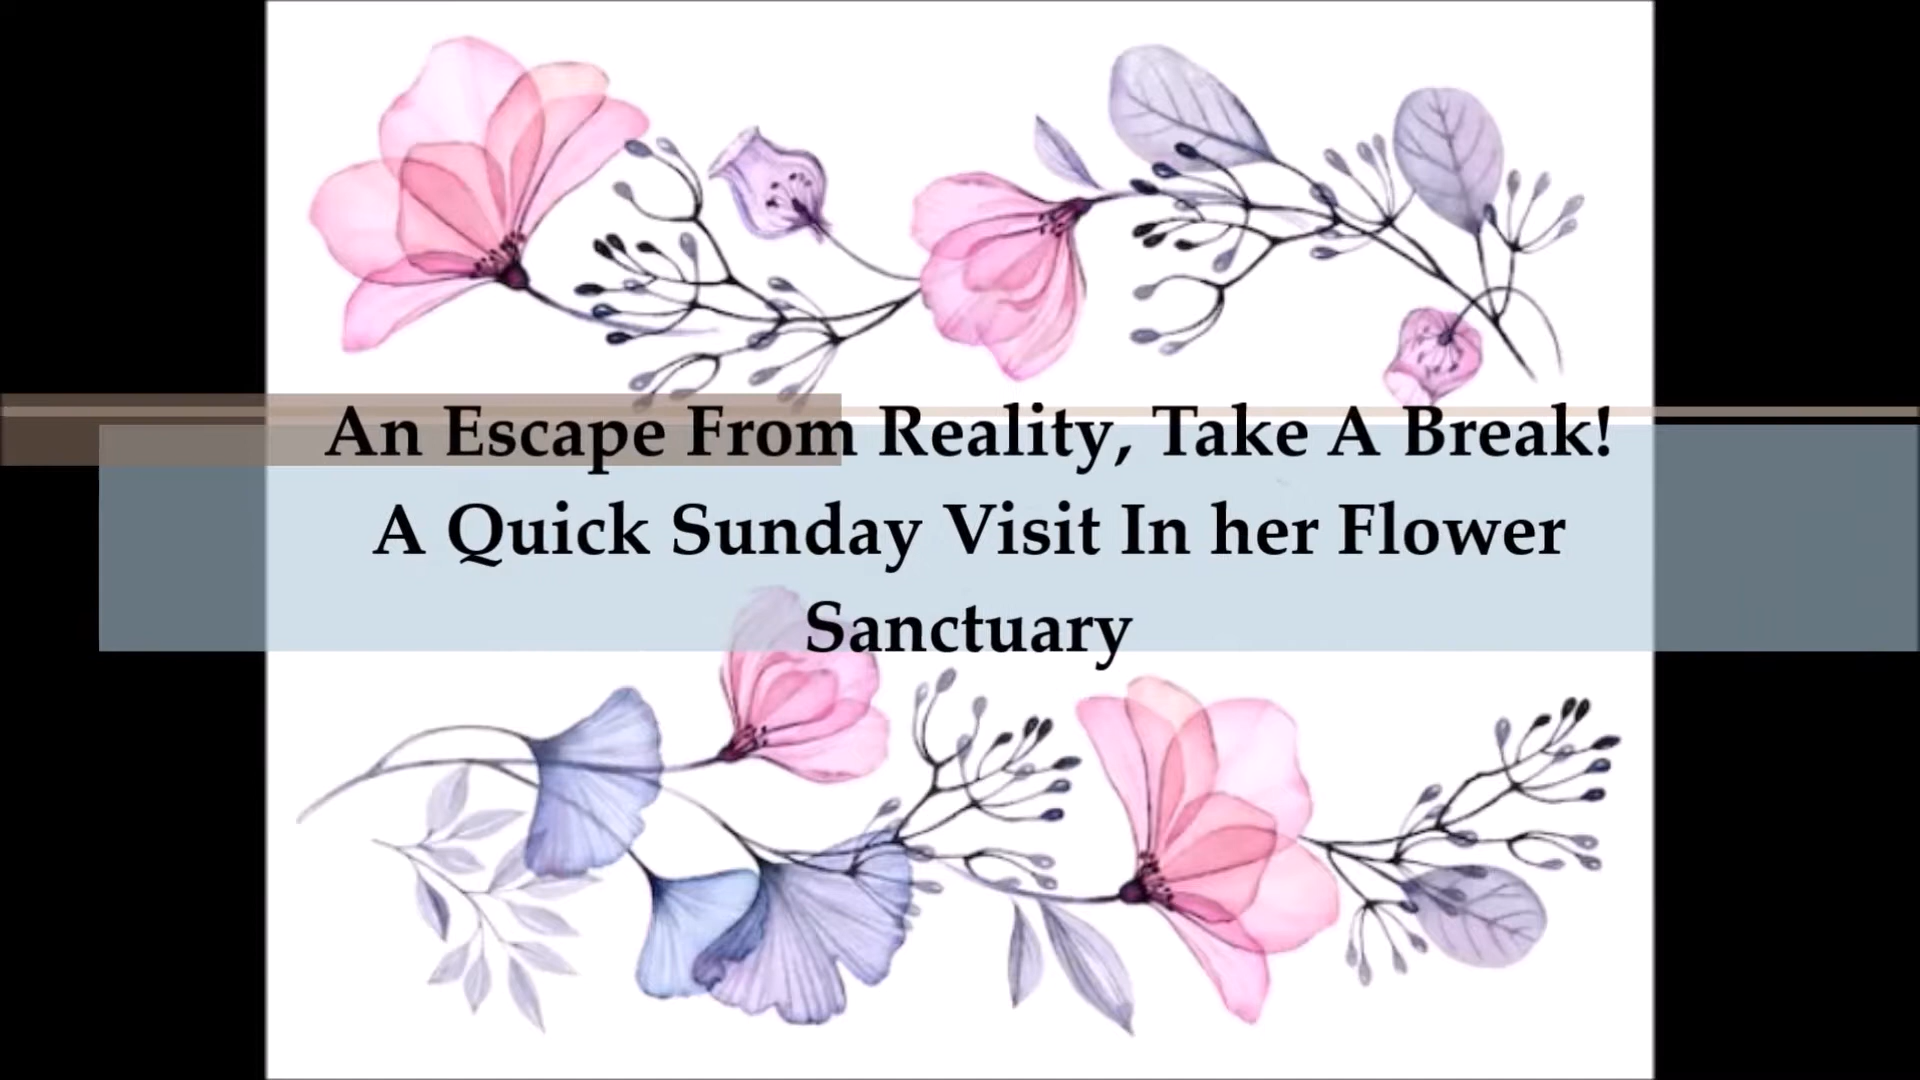 An Escape From Reality, Take A Break!
A Quick Sunday Visit In her Flower
Sanctuary